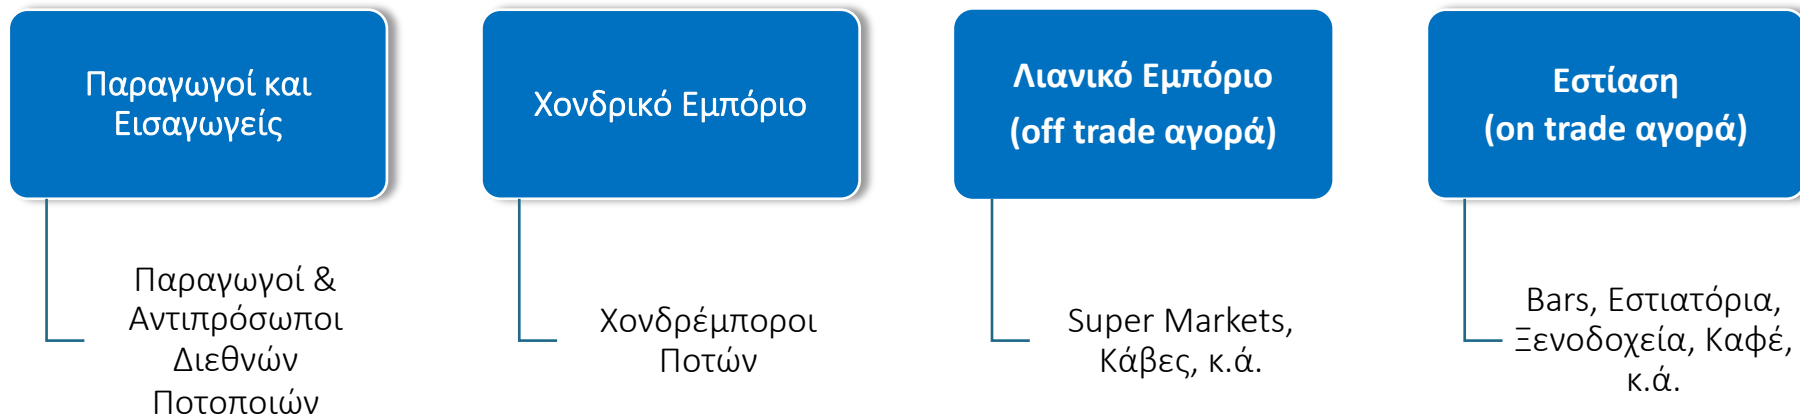 Παραγωγοί και
Εισαγωγείς
Παραγωγοί &
Αντιπρόσωποι
Διεθνών
Ποτοποιών
Χονδρικό Εμπόριο
Χονδρέμποροι
Ποτών
Λιανικό Εμπόριο
(off trade αγορά)
Super Markets,
Κάβες, κ.ά.
Εστίαση
(on trade αγορά)
Bars, Εστιατόρια,
Ξενοδοχεία, Καφέ,
κ.ά.